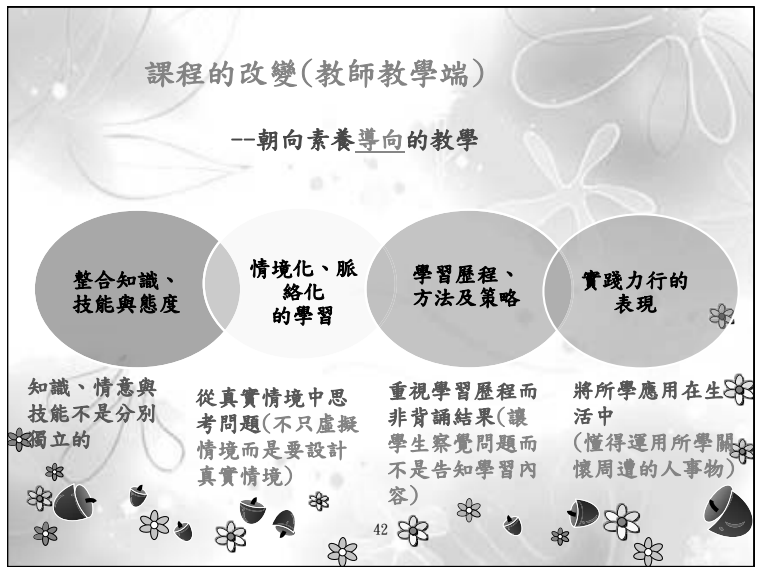 課程的改變(教師教學端)
--朝向素養導向的教學
整合知識、
技能與態度
情境化、脈
絡化
的學習
學習歷程、
方法及策略
實踐力行的
表現
知識、情意與
技能不是分別
獨立的
從真實情境中思
考問題(不只虛擬
情境而是要設計
真實情境)
重視學習歷程而
非背誦結果(讓
學生察覺問題而
不是告知學習內
容)
將所學應用在生
活中
(懂得運用所學關
懷周遭的人事物)
42